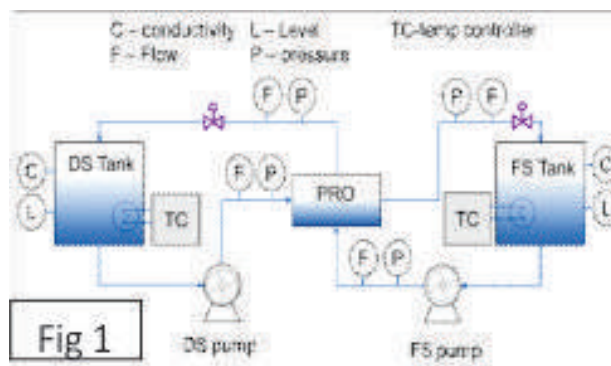 C – conductivity L – Level TC-temp controller
F – Flow P – pressure
F P P F
DS Tank FS Tank
C F P PRO C
L TC TC L
F P
Fig 1 DS pump FS pump